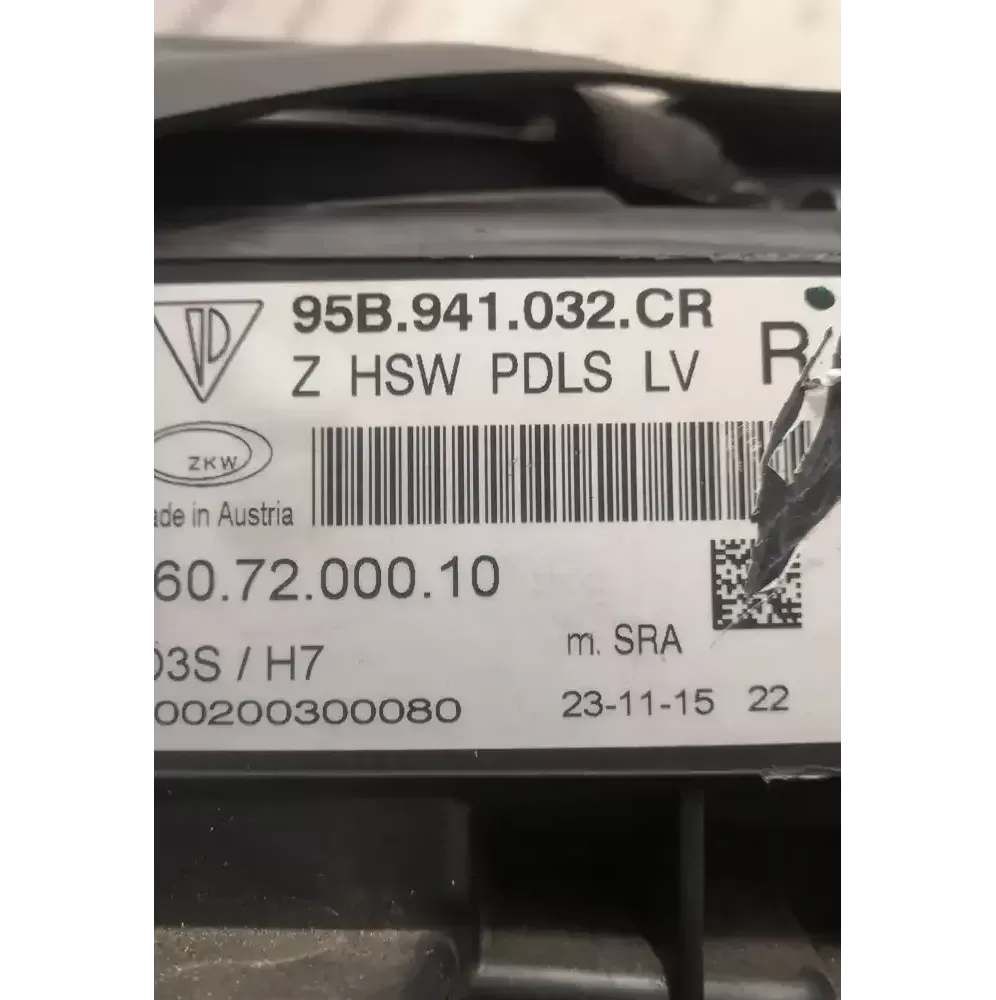 95B.941.032.CR
Z HSW PDLS LV R
ZKW
ade in Austria
60.72.000.10
m. SRA
D3S / H7
00200300080
23-11-15 22